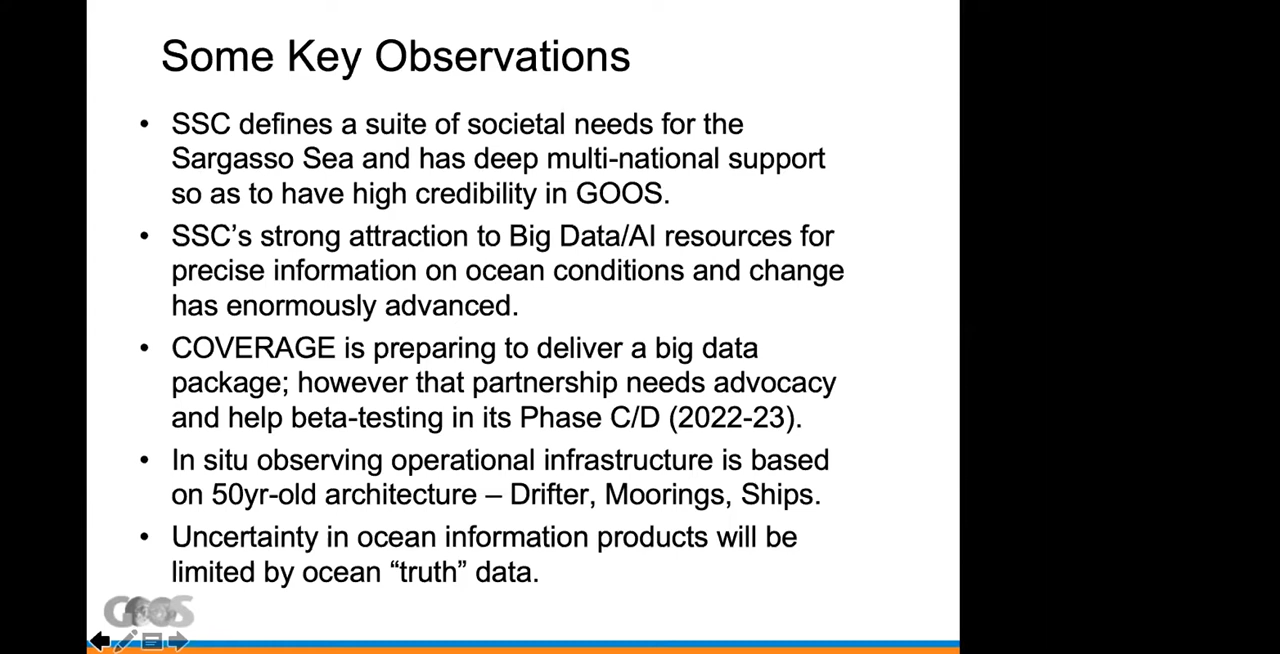 Some Key Observations
• SSC defines a suite of societal needs for the
Sargasso Sea and has deep multi-national support
so as to have high credibility in GOOS.
• SSC’s strong attraction to Big Data/AI resources for
precise information on ocean conditions and change
has enormously advanced.
• COVERAGE is preparing to deliver a big data
package; however that partnership needs advocacy
and help beta-testing in its Phase C/D (2022-23).
• In situ observing operational infrastructure is based
on 50yr-old architecture – Drifter, Moorings, Ships.
• Uncertainty in ocean information products will be
limited by ocean “truth” data.
GOOS